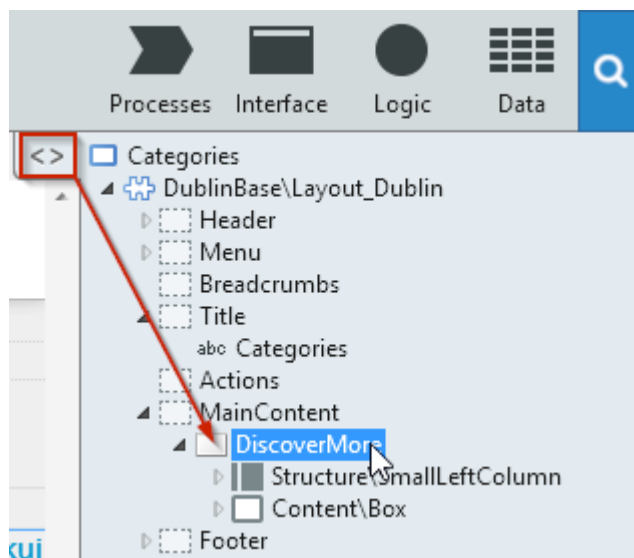 Processes Interface Logic Data
<> Categories
DublinBase\Layout_Dublin
Header
Menu
Breadcrumbs
Title
abc Categories
Actions
MainContent
DiscoverMore
Structure\SmallLeftColumn
Content\Box
Footer
kui